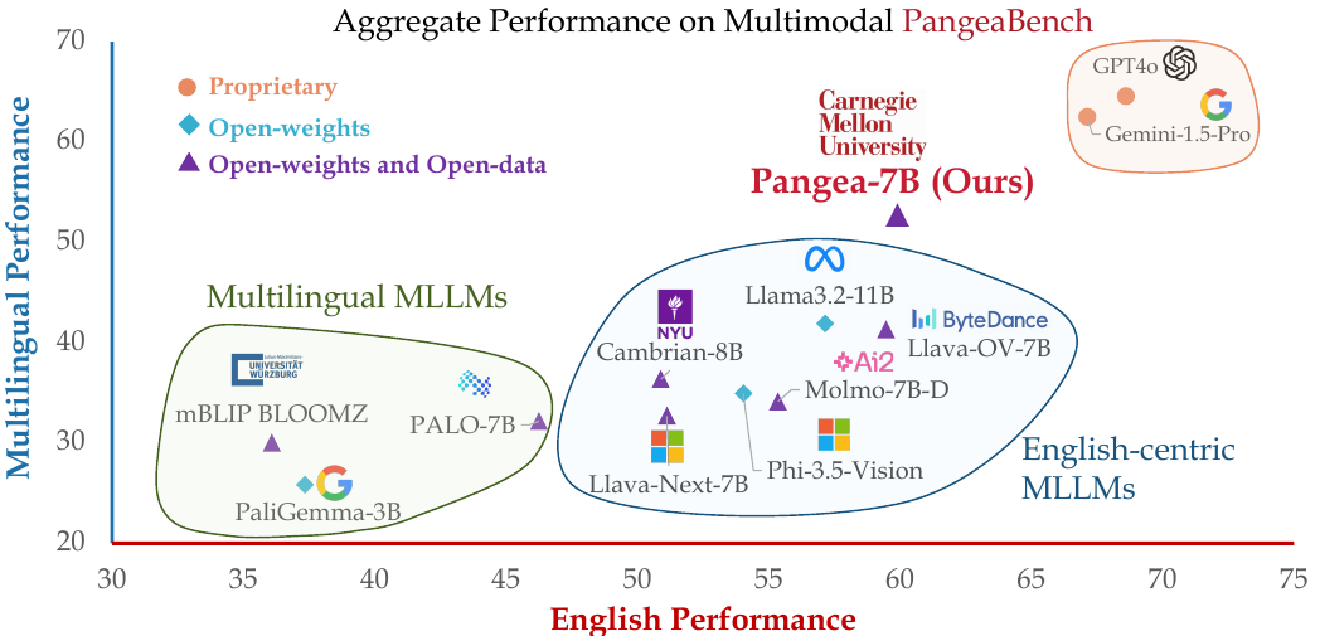 Aggregate Performance on Multimodal PangeaBench
70
60
50
40
30
20
Multilingual Performance
Proprietary
Open-weights
Open-weights and Open-data
GPT4o
Gemini-1.5-Pro
Carnegie
Mellon
University
Pangea-7B (Ours)
Multilingual MLLMs
UNIVERSITÄT
WÜRZBURG
mBLIP BLOOMZ
PALO-7B
PaliGemma-3B
Llama3.2-11B
NYU
Cambrian-8B
ByteDance
Llava-OV-7B
Ai2
Molmo-7B-D
Phi-3.5-Vision
Llava-Next-7B
English-centric
MLLMs
30 35 40 45 50 55 60 65 70 75
English Performance